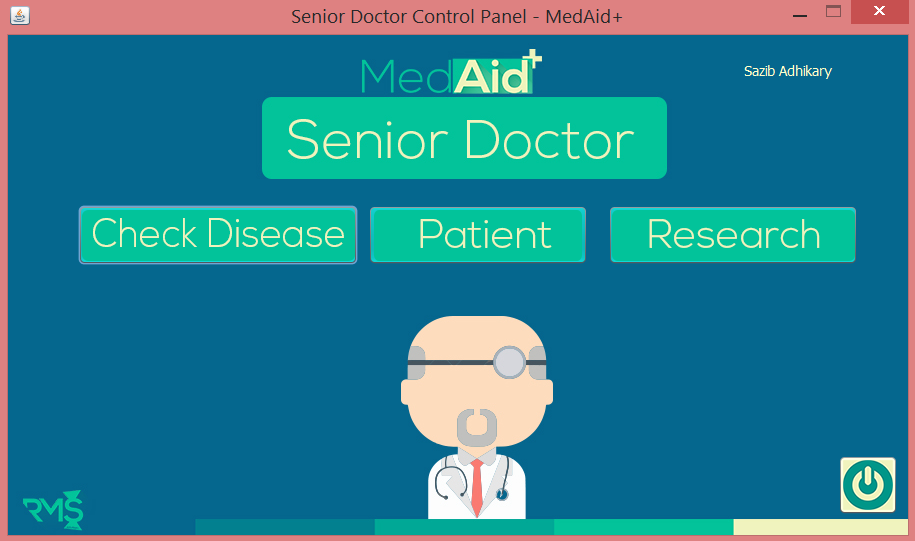 Senior Doctor Control Panel - MedAid+
MedAid+
Sazib Adhikary
Senior Doctor
Check Disease
Patient
Research
RMS